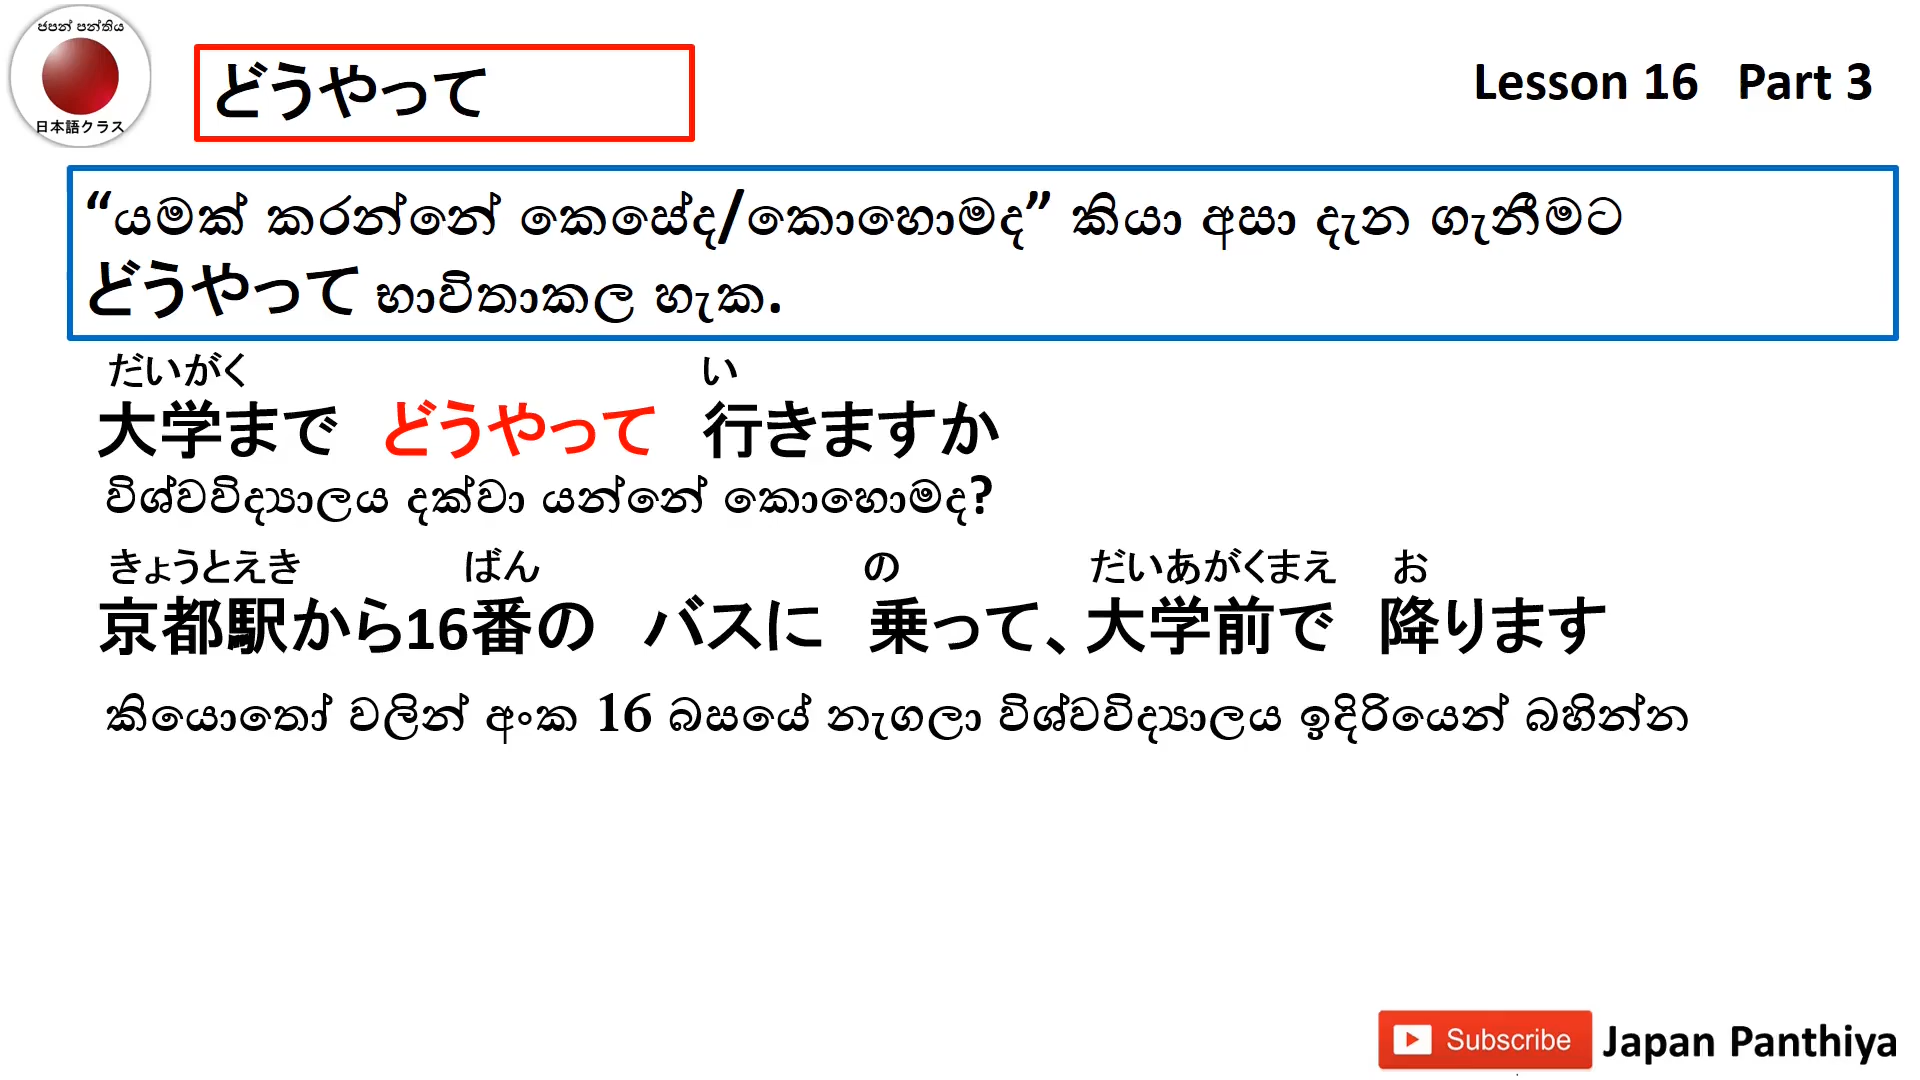 ජපන් පන්තිය
日本語クラス
どうやって
Lesson 16 Part 3
“යමක් කරන්නේ කෙසේද/කොහොමද” කියා අසා දැන ගැනීමට
どうやって භාවිතාකල හැක.
だいがく い
大学まで どうやって 行きますか
විශ්වවිද්‍යාලය දක්වා යන්නේ කොහොමද?
きょうとえき ばん の だいあがくまえ お
京都駅から16番の バスに 乗って、大学前で 降ります
කියොතෝ වලින් අංක 16 බසයේ නැගලා විශ්වවිද්‍යාලය ඉදිරියෙන් බහින්න
Subscribe Japan Panthiya